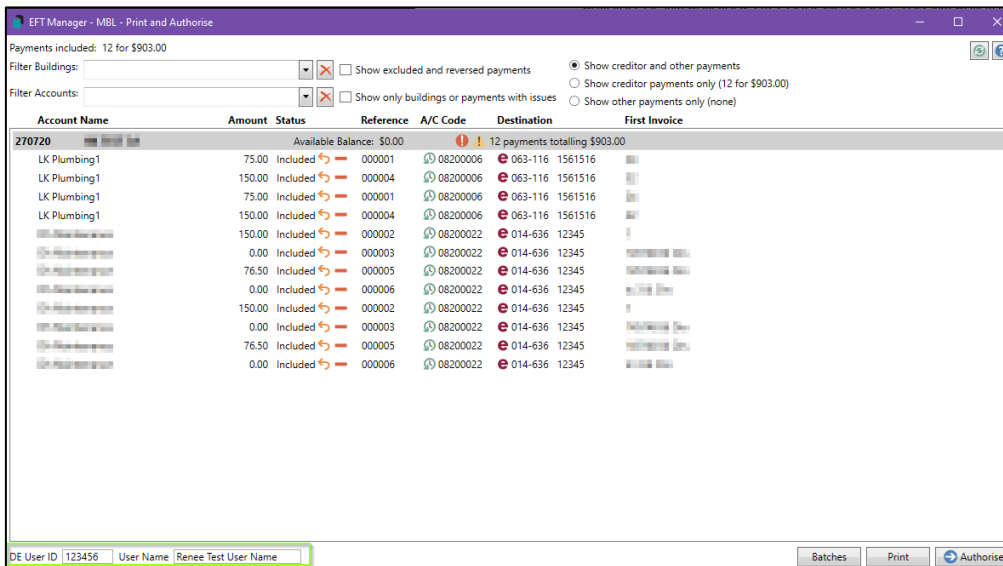 EFT Manager - MBL - Print and Authorise
Payments included: 12 for $903.00
Filter Buildings: Show excluded and reversed payments Show creditor and other payments
Show creditor payments only (12 for $903.00)
Filter Accounts: Show only buildings or payments with issues Show other payments only (none)
Account Name Amount Status Reference A/C Code Destination First Invoice
270720 Available Balance: $0.00 12 payments totalling $903.00
LK Plumbing1 75.00 Included 000001 08200006 063-116 1561516
LK Plumbing1 150.00 Included 000004 08200006 063-116 1561516
LK Plumbing1 75.00 Included 000001 08200006 063-116 1561516
LK Plumbing1 150.00 Included 000004 08200006 063-116 1561516
150.00 Included 000002 08200022 014-636 12345
0.00 Included 000003 08200022 014-636 12345
76.50 Included 000005 08200022 014-636 12345
0.00 Included 000006 08200022 014-636 12345
150.00 Included 000002 08200022 014-636 12345
0.00 Included 000003 08200022 014-636 12345
76.50 Included 000005 08200022 014-636 12345
0.00 Included 000006 08200022 014-636 12345
DE User ID 123456 User Name Renee Test User Name Batches Print Authorise